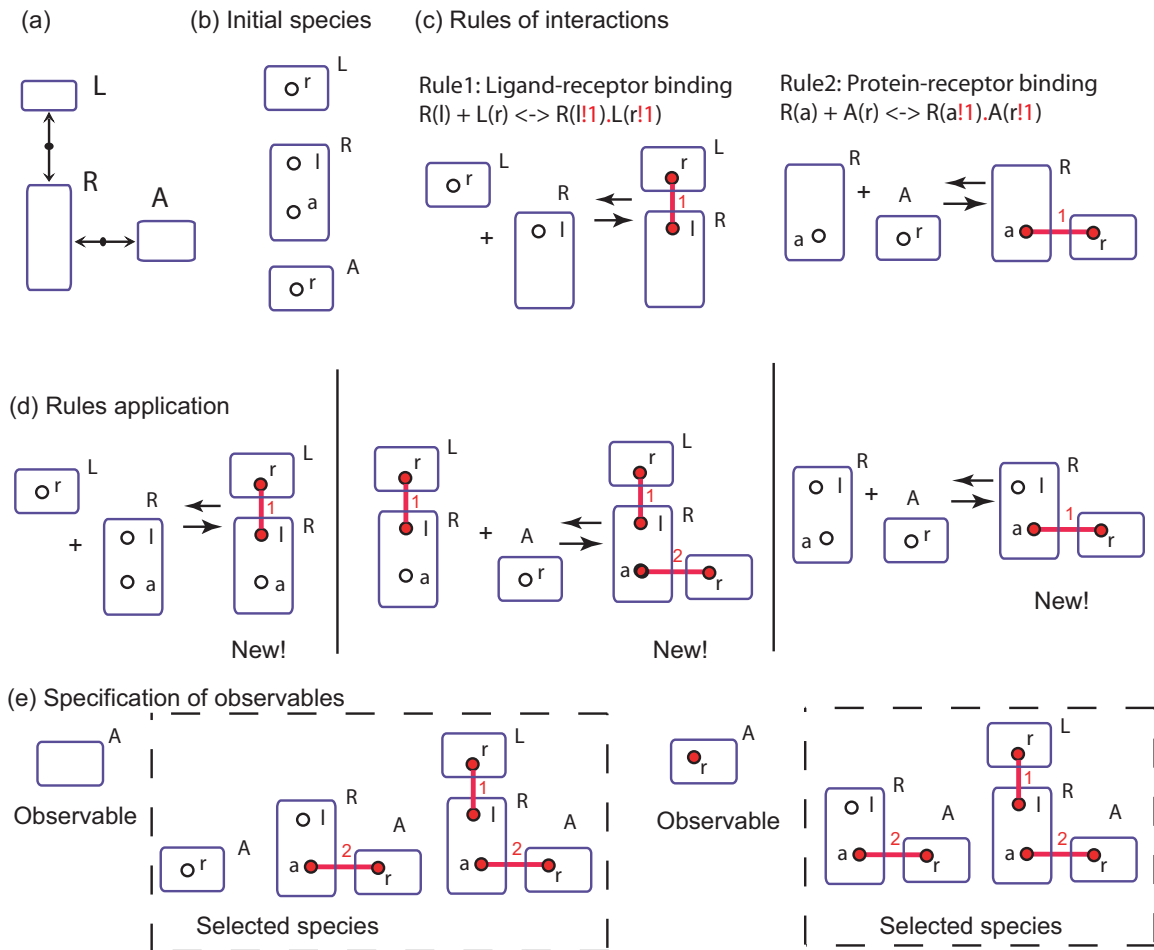 (a)
L
R
A
(b) Initial species
r
L
l
R
a
r
A
(c) Rules of interactions
Rule1: Ligand-receptor binding
R(l) + L(r) <-> R(l!1).L(r!1)
r
L
+
R
l
r
L
1
l
R
Rule2: Protein-receptor binding
R(a) + A(r) <-> R(a!1).A(r!1)
R
a
+
A
r
R
a
1
r
(d) Rules application
r
L
+
R
l
a
r
L
1
l
R
a
New!
r
L
1
l
R
a
+
A
r
r
L
1
l
R
a
2
r
New!
R
l
a
+
A
r
R
l
a
1
r
New!
(e) Specification of observables
A
Observable
r
A
R
l
a
2
A
r
r
L
1
l
R
a
2
A
r
Selected species
A
r
Observable
R
l
a
2
A
r
r
L
1
l
R
a
2
A
r
Selected species